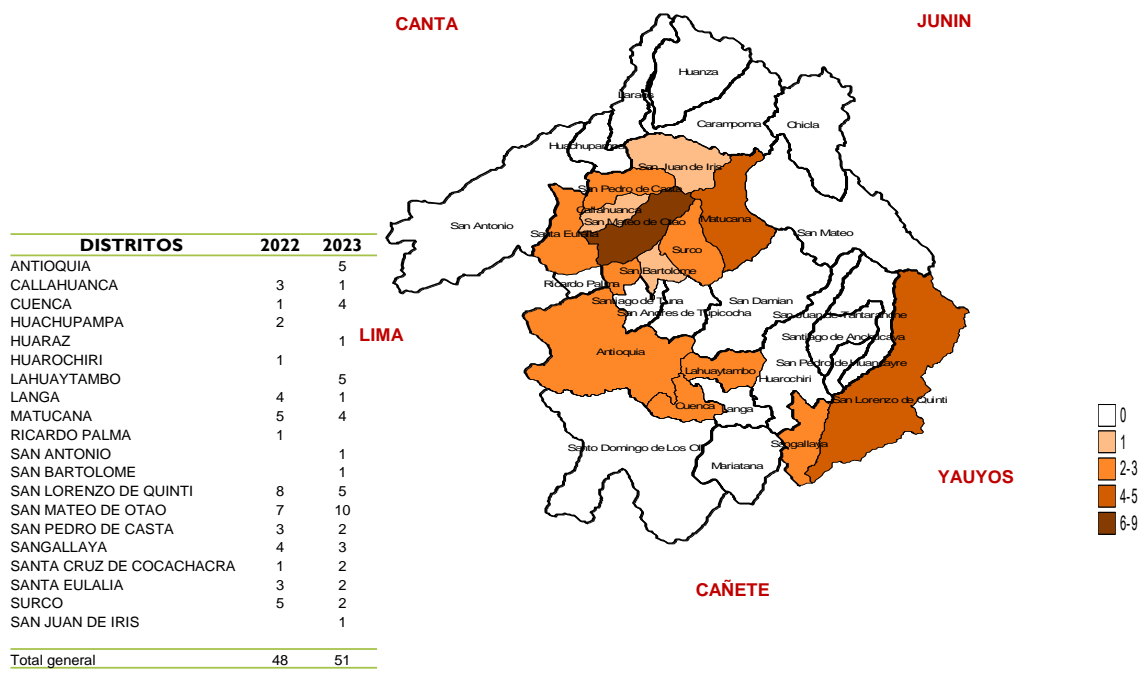 CANTA
JUNIN
LIMA
YAUYOS
CAÑETE
DISTRITOS 2022 2023
ANTIOQUIA 5
CALLAHUANCA 3 1
CUENCA 1 4
HUACHUPAMPA 2
HUARAZ 1
HUAROCHIRI 1
LAHUAYTAMBO 5
LANGA 4 1
MATUCANA 5 4
RICARDO PALMA 1
SAN ANTONIO 1
SAN BARTOLOME 1
SAN LORENZO DE QUINTI 8 5
SAN MATEO DE OTAO 7 10
SAN PEDRO DE CASTA 3 2
SANGALLAYA 4 3
SANTA CRUZ DE COCACHACRA 1 2
SANTA EULALIA 3 2
SURCO 5 2
SAN JUAN DE IRIS 1
Total general 48 51
Huanza
Laraos
Carampoma
Chicla
Huachupampa
San Juan de Iris
San Pedro de Casta
Callahuanca
San Mateo de Otao
Matucana
San Antonio
Santa Eulalia
San Mateo
Surco
San Bartolome
Ricardo Palma
Santiago de Tuna
San Damian
San Andres de Tupicocha
San Juan de Tantaranche
Santiago de Anchucaya
Antioquia
San Pedro de Huancayre
Lahuaytambo
Huarochiri
San Lorenzo de Quinti
Cuenca
Langa
Santo Domingo de Los Ol
Sangallaya
Mariatana
0
1
2-3
4-5
6-9